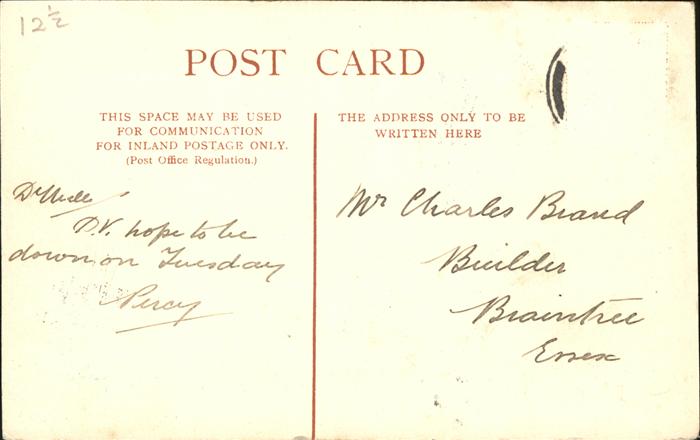 12½
POST CARD
THIS SPACE MAY BE USED
FOR COMMUNICATION
FOR INLAND POSTAGE ONLY.
(Post Office Regulation.)
THE ADDRESS ONLY TO BE
WRITTEN HERE
D.V. hope to be
down on Tuesday
Percy
Mr Charles Brand
Builder
Braintree
Essex